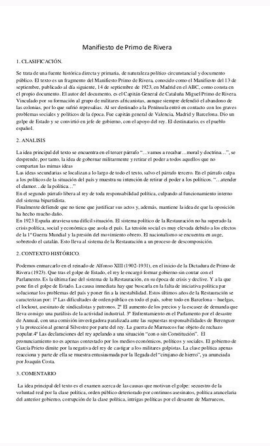 Manifiesto de Primo de Rivera
1. CLASIFICACIÓN.
Se trata de una fuente histórica directa y primaria, de naturaleza político circunstancial y documento
público. El texto es un fragmento del Manifiesto Primo de Rivera, conocido como el Manifiesto del 13 de
septiembre, publicado al día siguiente, 14 de septiembre de 1923, en Madrid en el ABC, como consta en
el propio documento. El autor del documento, es el Capitán General de Cataluña Miguel Primo de Rivera.
Vinculado por su formación al grupo de militares africanistas, aunque siempre defendió el abandono de
las colonias, por lo que sufrió represalias. Al ser destinado a la Península entró en contacto con los graves
problemas sociales y políticos de la época. Fue capitán general de Valencia, Madrid y Barcelona. Dio un
golpe de Estado y se convirtió en jefe de gobierno, con el apoyo del rey. El destinatario es el pueblo
español.
2. ANALISIS
La idea principal del texto se encuentra en el tercer párrafo "... vamos a recabar ...moral y doctrina...", se
desprende, por tanto, la idea de gobernar militarmente y retirar el poder a todos aquellos que no
compartan las mismas ideas
Las ideas secundarias se localizan a lo largo de todo el texto, salvo el párrafo tercero. En el párrafo culpa
a los políticos de la situación del país y muestra su intención de retirar el poder a los políticos. "... atender
el clamor...de la política..."
En el segundo párrafo libera al rey de toda responsabilidad política, culpando al funcionamiento interno
del sistema bipartidista.
Finalmente defiende que no tiene que justificar sus actos y, además, mantiene la idea de que la oposición
ha hecho mucho daño.
En 1923 España atraviesa una difícil situación. El sistema político de la Restauración no ha superado la
crisis política, social y económica que asola el país. La tensión social es muy elevada debido a los efectos
de la 1ª Guerra Mundial y la presión del movimiento obrero. El nacionalismo se encuentra en auge,
sobretodo el catalán. Esto lleva al sistema de la Restauración a un proceso de descomposición.
2. CONTEXTO HISTÓRICO.
Podemos enmarcarlo en el reinado de Alfonso XIII (1902-1931), en el inicio de la Dictadura de Primo de
Rivera (1923). Que tras el golpe de Estado, el rey le encargó formar gobierno sin contar con el
Parlamento. Es la última fase del sistema de la Restauración, en su época de crisis y declive. Y a la que
pone fin el golpe de Estado. La causa inmediata hay que buscarla en la falta de iniciativa política por
solucionar los problemas del país y poner fin a la inestabilidad. Estos últimos años de la Restauración se
caracterizan por: 1º Las dificultades de orden público en todo el país, sobre todo en Barcelona – huelgas,
el lockout, asesinato de sindicalistas y patronos. 2º El aumento de los precios y la escasez de demanda que
lleva consigo una parálisis de la actividad industrial. 3º Enfrentamiento en el Parlamento por el desastre
de Annual, con una comisión investigadora paralizada ante las supuestas responsabilidades de Berenguer
y la protección al general Silvestre por parte del rey. La guerra de Marruecos fue objeto de rechazo
popular.4º Las declaraciones del rey apelando a una situación "con o sin Constitución". El
pronunciamiento no es apenas contestado por los medios económicos, políticos y sociales. El gobierno de
García Prieto dimite por la negativa del rey de castigar a los militares golpistas. La clase política apenas
reacciona y parte de ella se muestra entusiasmada por la llegada del "cirujano de hierro", ya anunciada
por Joaquín Costa.
3. COMENTARIO
La idea principal del texto es el examen acerca de las causas que motivan el golpe: secuestro de la
voluntad real por la clase política, orden público deteriorado por continuos asesinatos, política arancelaria
del anterior gobierno, corrupción de la clase política, intrigas políticas por el desastre de Marruecos,